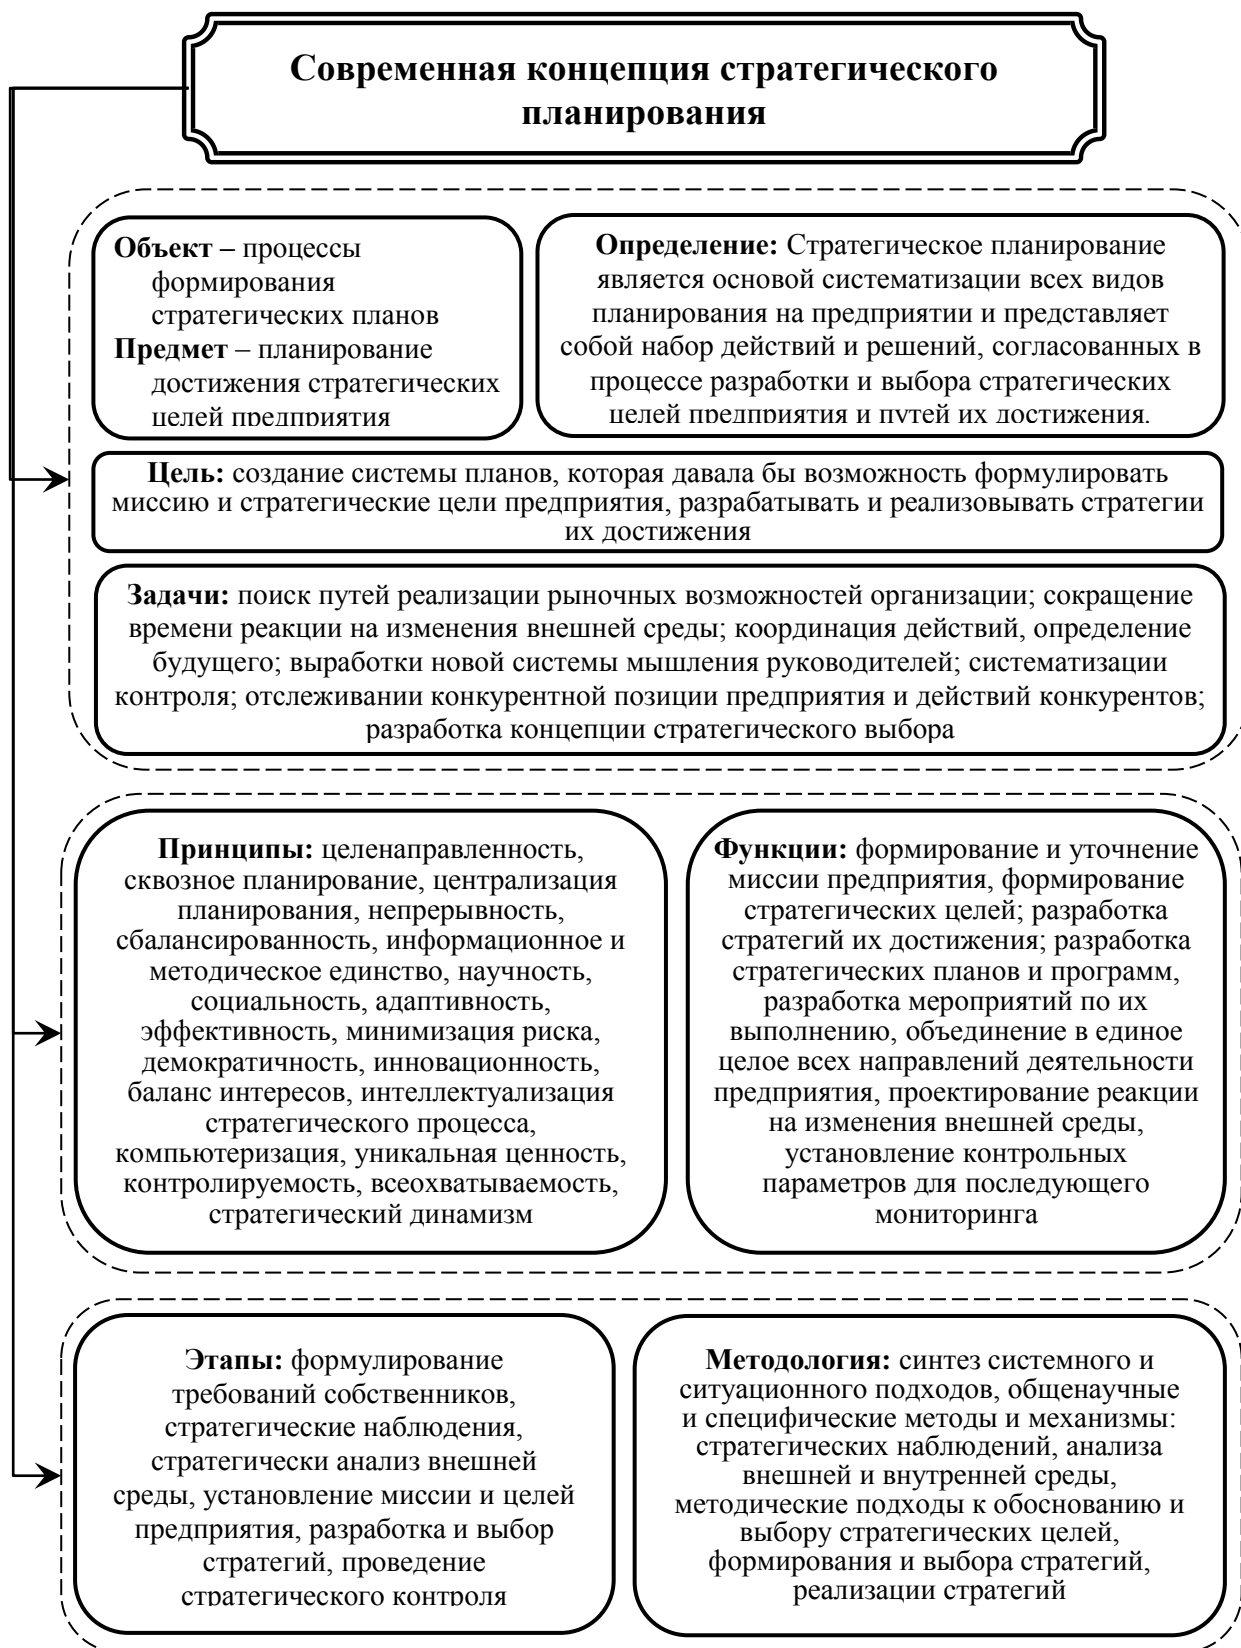 Современная концепция стратегического
планирования
Объект – процессы
формирования
стратегических планов
Предмет – планирование
достижения стратегических
целей предприятия
Определение: Стратегическое планирование
является основой систематизации всех видов
планирования на предприятии и представляет
собой набор действий и решений, согласованных в
процессе разработки и выбора стратегических
целей предприятия и путей их достижения.
Цель: создание системы планов, которая давала бы возможность формулировать
миссию и стратегические цели предприятия, разрабатывать и реализовывать стратегии
их достижения
Задачи: поиск путей реализации рыночных возможностей организации; сокращение
времени реакции на изменения внешней среды; координация действий, определение
будущего; выработки новой системы мышления руководителей; систематизации
контроля; отслеживании конкурентной позиции предприятия и действий конкурентов;
разработка концепции стратегического выбора
Принципы: целенаправленность,
сквозное планирование, централизация
планирования, непрерывность,
сбалансированность, информационное и
методическое единство, научность,
социальность, адаптивность,
эффективность, минимизация риска,
демократичность, инновационность,
баланс интересов, интеллектуализация
стратегического процесса,
компьютеризация, уникальная ценность,
контролируемость, всеохватываемость,
стратегический динамизм
Функции: формирование и уточнение
миссии предприятия, формирование
стратегических целей; разработка
стратегий их достижения; разработка
стратегических планов и программ,
разработка мероприятий по их
выполнению, объединение в единое
целое всех направлений деятельности
предприятия, проектирование реакции
на изменения внешней среды,
установление контрольных
параметров для последующего
мониторинга
Этапы: формулирование
требований собственников,
стратегические наблюдения,
стратегически анализ внешней
среды, установление миссии и целей
предприятия, разработка и выбор
стратегий, проведение
стратегического контроля
Методология: синтез системного и
ситуационного подходов, общенаучные
и специфические методы и механизмы:
стратегических наблюдений, анализа
внешней и внутренней среды,
методические подходы к обоснованию и
выбору стратегических целей,
формирования и выбора стратегий,
реализации стратегий